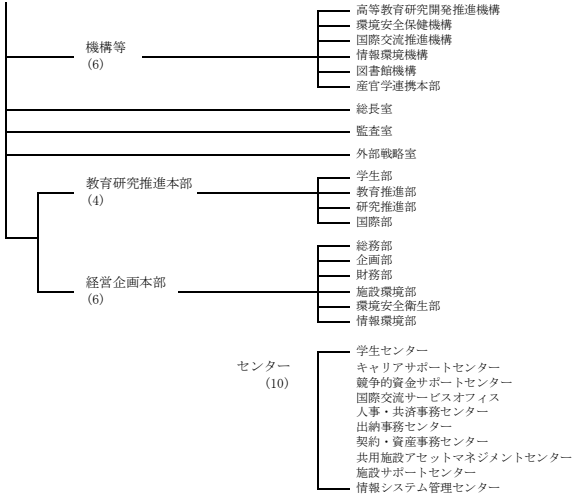 機構等
(6)
高等教育研究開発推進機構
環境安全保健機構
国際交流推進機構
情報環境機構
図書館機構
産官学連携本部
総長室
監査室
外部戦略室
教育研究推進本部
(4)
学生部
教育推進部
研究推進部
国際部
経営企画本部
(6)
総務部
企画部
財務部
施設環境部
環境安全衛生部
情報環境部
センター
(10)
学生センター
キャリアサポートセンター
競争的資金サポートセンター
国際交流サービスオフィス
人事・共済事務センター
出納事務センター
契約・資産事務センター
共用施設アセットマネジメントセンター
施設サポートセンター
情報システム管理センター